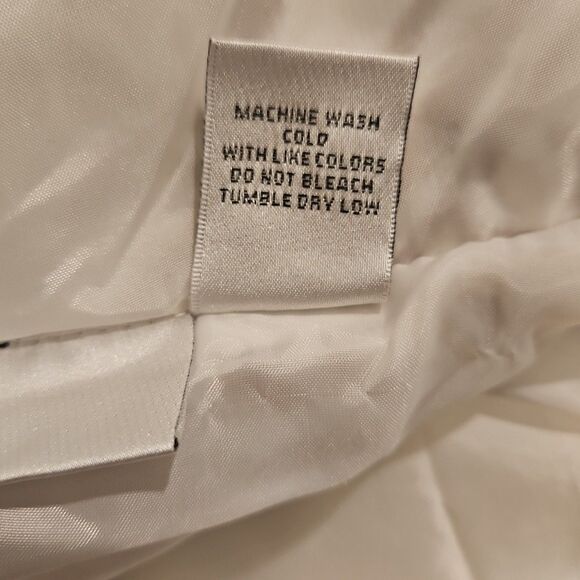 MACHINE WASH
COLD
WITH LIKE COLORS
DO NOT BLEACH
TUMBLE DRY LOW